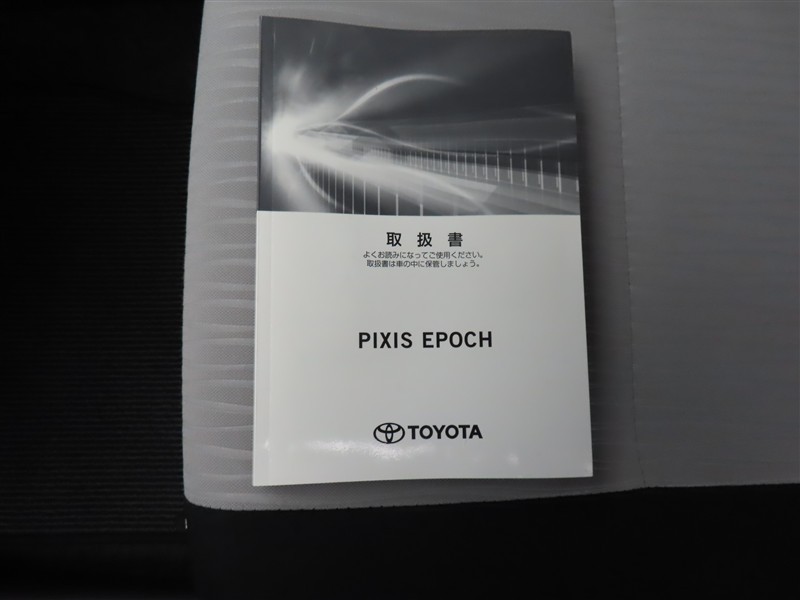 取扱書
よくお読みになってご使用ください。
取扱書は車の中に保管しましょう。
PIXIS EPOCH
TOYOTA